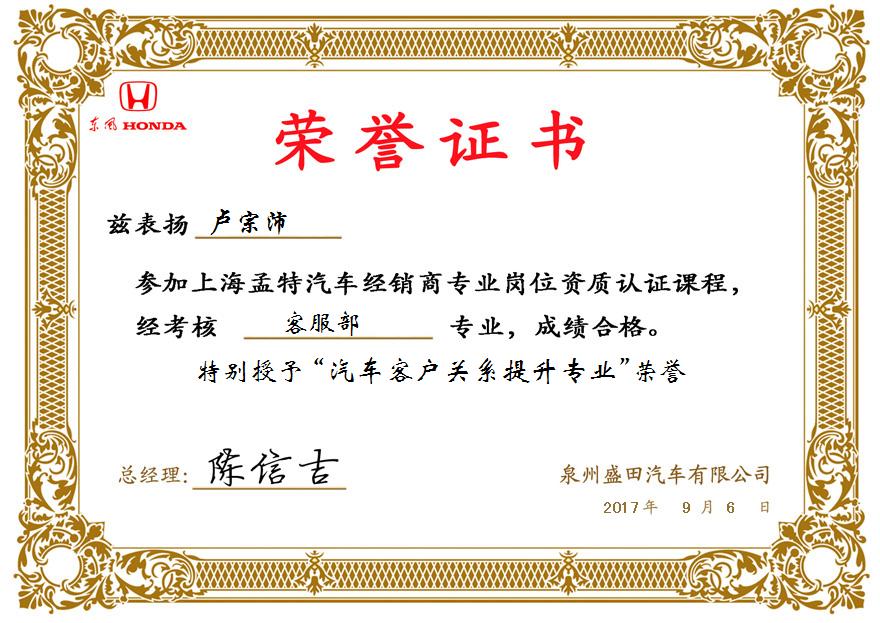 东风 HONDA
荣誉证书
兹表扬 卢宗沛
参加上海孟特汽车经销商专业岗位资质认证课程，
经考核 客服部 专业，成绩合格。
特别授予“汽车客户关系提升专业”荣誉
总经理: 陈信吉
泉州盛田汽车有限公司
2017年 9月6 日